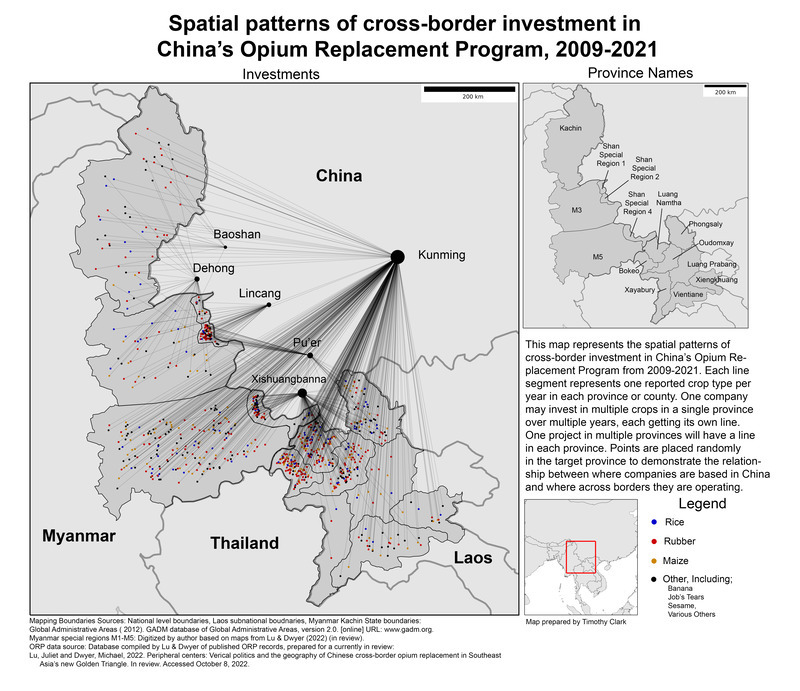 Spatial patterns of cross-border investment in
China's Opium Replacement Program, 2009-2021
Investments
Province Names
200 km
200 km
China
Baoshan
Kunming
Dehong
Lincang
Pu'er
Xishuangbanna
Myanmar
Thailand
Laos
Kachin
Shan
Special
Region 1
Shan
Special
Region 2
Shan
Special
Region 4
Luang
Namtha
M3
M5
Phongsaly
Oudomxay
Bokeo
Luang Prabang
Xiengkhuang
Xayabury
Vientiane
This map represents the spatial patterns of
cross-border investment in China's Opium Re-
placement Program from 2009-2021. Each line
segment represents one reported crop type per
year in each province or county. One company
may invest in multiple crops in a single province
over multiple years, each getting its own line.
One project in multiple provinces will have a line
in each province. Points are placed randomly
in the target province to demonstrate the relation-
ship between where companies are based in China
and where across borders they are operating.
Legend
Rice
Rubber
Maize
Other, Including;
Banana
Job's Tears
Sesame,
Various Others
Map prepared by Timothy Clark
Mapping Boundaries Sources: National level boundaries, Laos subnational boudnaries, Myanmar Kachin State boundaries:
Global Administrative Areas ( 2012). GADM database of Global Administrative Areas, version 2.0. [online] URL: www.gadm.org.
Myanmar special regions M1-M5: Digitized by author based on maps from Lu & Dwyer (2022) (in review).
ORP data source: Database compiled by Lu & Dwyer of published ORP records, prepared for a currently in review:
Lu, Juliet and Dwyer, Michael, 2022. Peripheral centers: Verical politics and the geography of Chinese cross-border opium replacement in Southeast
Asia's new Golden Triangle. In review. Accessed October 8, 2022.